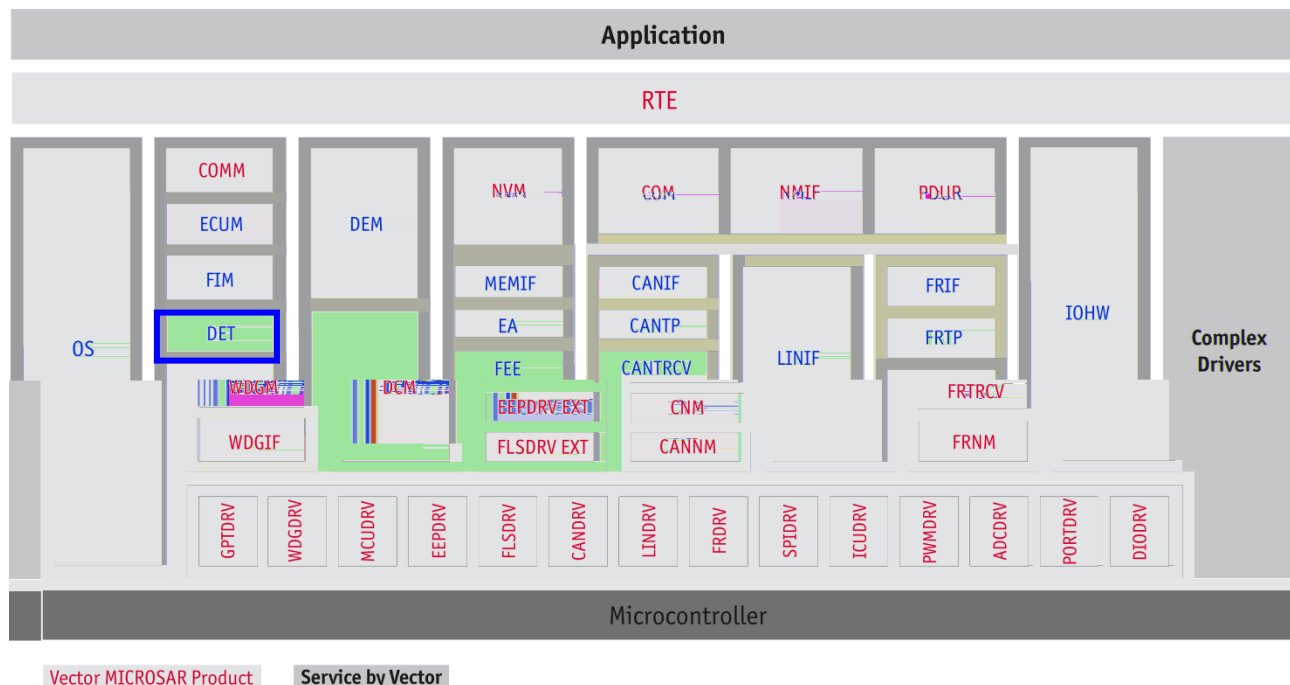 Application
RTE
COMM
ECUM
FIM
DET
OS
WDGM
WDGIF
DEM
DCM
NVM
MEMIF
EA
FEE
EEPDRV EXT
FLSDRV EXT
COM
NMIF
PDUR
CANIF
CANTP
CANTRCV
CNM
CANNM
LINIF
FRIF
FRTP
FRTRCV
FRNM
IOHW
Complex
Drivers
GPTDRV
WDGDRV
MCUDRV
EEPDRV
FLSDRV
CANDRV
LINDRV
FRDRV
SPIDRV
ICUDRV
PWMDRV
ADCDRV
PORTDRV
DIODRV
Microcontroller
Vector MICROSAR Product
Service by Vector